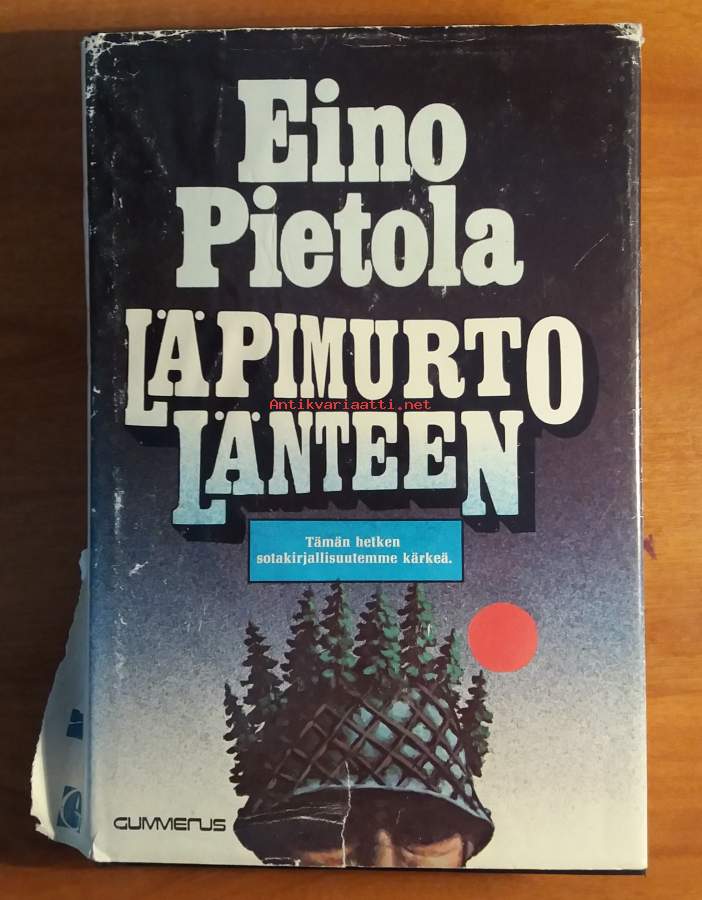 Eino
Pietola
LÄPIMURTO
Antikvariaatti.net
LÄNTEEN
Tämän hetken
sotakirjallisuutemme kärkeä.
GUMMERUS